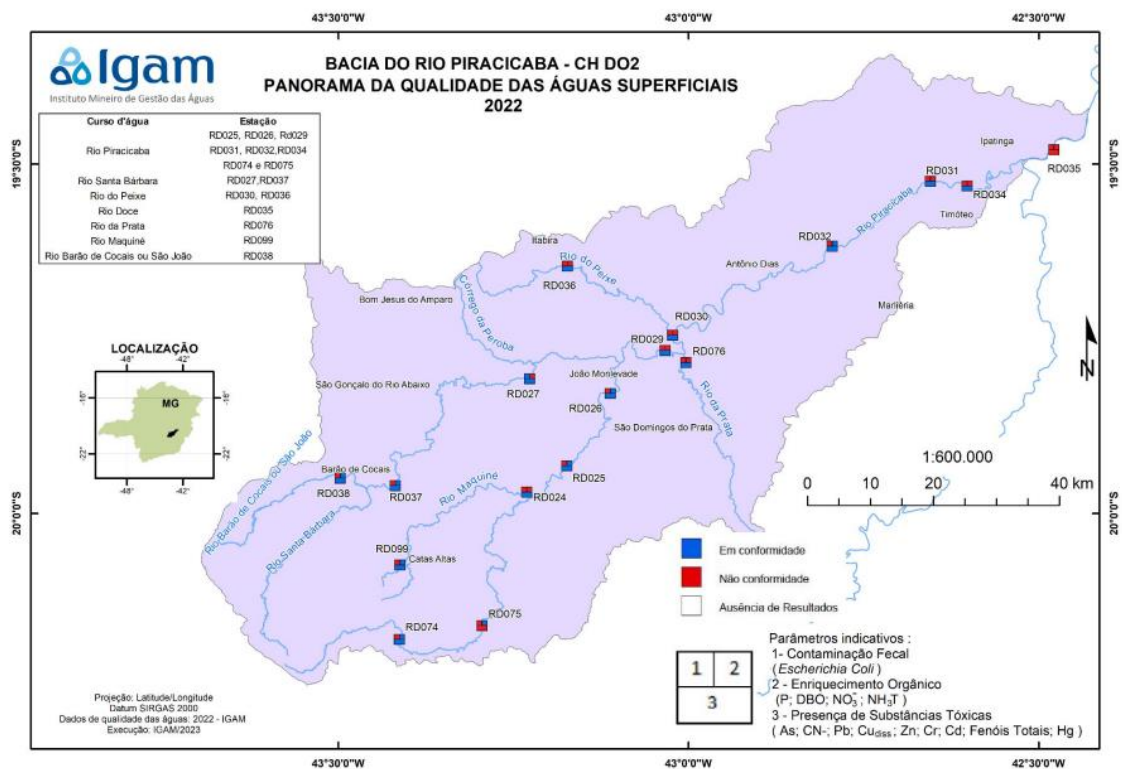 43°30'0"W
43°0'0"W
42°30'0"W
Igam
Instituto Mineiro de Gestão das Águas
BACIA DO RIO PIRACICABA - CH DO2
PANORAMA DA QUALIDADE DAS ÁGUAS SUPERFICIAIS
2022
Curso d'água Estação
RD025, RD026, Rd029
Rio Piracicaba RD031, RD032,RD034
RD074 e RD075
Rio Santa Bárbara RD027,RD037
Rio do Peixe RD030, RD036
Rio Doce RD035
Rio da Prata RD076
Rio Maquiné RD099
Rio Barão de Cocais ou São João RD038
19°30'0"S
19°30'0"S
Ipatinga
RD035
RD031
RD034
Timóteo
Rio Piracicaba
RD032
Antônio Dias
Marliéria
Itabira
Rio do Peixe
RD036
Bom Jesus do Amparo
Córrego da Peroba
RD030
RD029
RD076
João Monlevade
RD026
Rio da Prata
São Domingos do Prata
São Gonçalo do Rio Abaixo
RD027
LOCALIZAÇÃO
-48° -42°
-16° MG -16°
-22° -22°
-48° -42°
N
1:600.000
0 10 20 40 km
RD025
Rio Maquiné
RD024
Barão de Cocais
RD038
RD037
Rio Barão de Cocais ou São João
Rio Santa Bárbara
RD099
Catas Altas
RD075
RD074
20°0'0"S
20°0'0"S
Em conformidade
Não conformidade
Ausência de Resultados
1 2
3
Parâmetros indicativos :
1- Contaminação Fecal
(Escherichia Coli )
2 - Enriquecimento Orgânico
(P; DBO; NO₃⁻; NH₃T )
3 - Presença de Substâncias Tóxicas
( As; CN-; Pb; Cudiss ; Zn; Cr; Cd; Fenóis Totais; Hg )
Projeção: Latitude/Longitude
Datum SIRGAS 2000
Dados de qualidade das águas: 2022 - IGAM
Execução: IGAM/2023
43°30'0"W
43°0'0"W
42°30'0"W